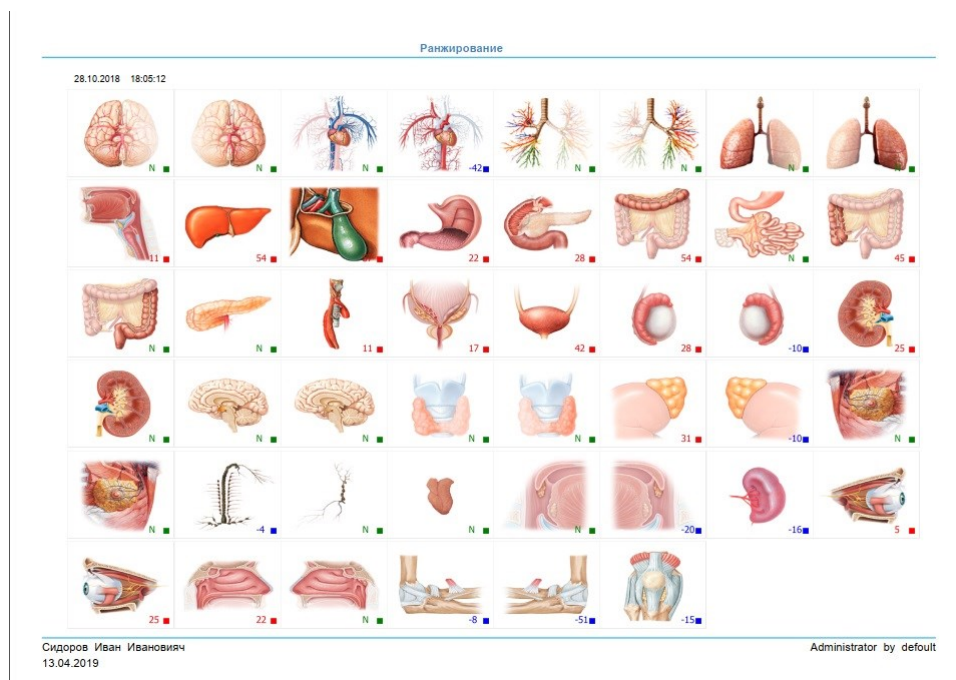 Ранжирование
28.10.2018 18:05:12
N N N -42 N N N N
11 54 22 28 54 N 45
N N 11 17 42 28 -10 25
N N N N N 31 -10 N
N -4 N N N -20 -16 5
25 22 N -8 -51 -15
Сидоров Иван Ивановияч
Administrator by defoult
13.04.2019